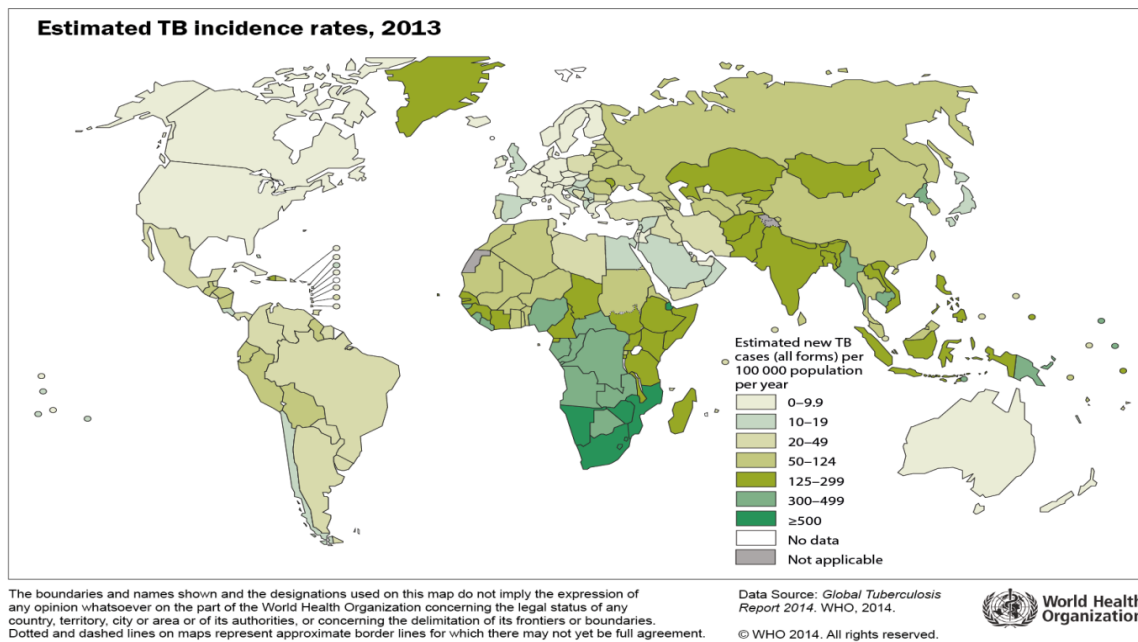 Estimated TB incidence rates, 2013
Estimated new TB
cases (all forms) per
100 000 population
per year
0–9.9
10–19
20–49
50–124
125–299
300–499
≥500
No data
Not applicable
The boundaries and names shown and the designations used on this map do not imply the expression of
any opinion whatsoever on the part of the World Health Organization concerning the legal status of any
country, territory, city or area or of its authorities, or concerning the delimitation of its frontiers or boundaries.
Dotted and dashed lines on maps represent approximate border lines for which there may not yet be full agreement.
Data Source: Global Tuberculosis
Report 2014. WHO, 2014.
© WHO 2014. All rights reserved.
World Health
Organization